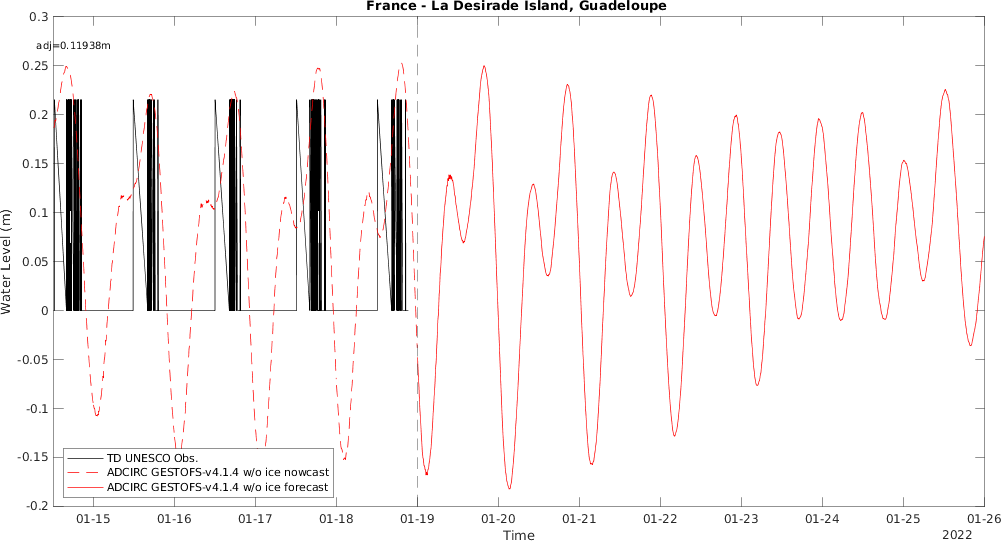 France - La Desirade Island, Guadeloupe
adj=0.11938m
0.3
0.25
0.2
0.15
0.1
0.05
0
-0.05
-0.1
-0.15
-0.2
Water Level (m)
TD UNESCO Obs.
ADCIRC GESTOFS-v4.1.4 w/o ice nowcast
ADCIRC GESTOFS-v4.1.4 w/o ice forecast
01-15 01-16 01-17 01-18 01-19 01-20 01-21 01-22 01-23 01-24 01-25 01-26
Time
2022